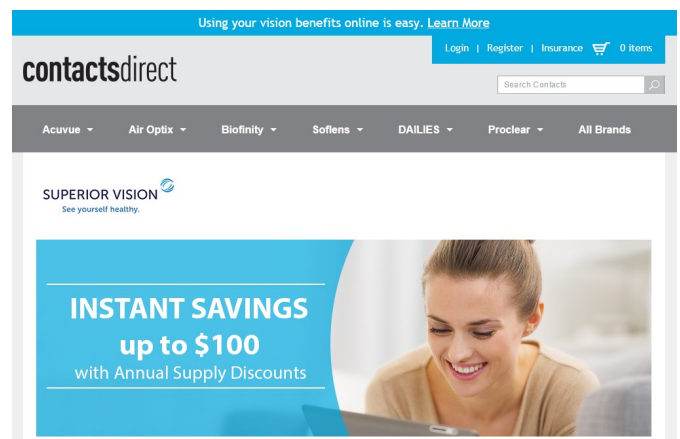 Using your vision benefits online is easy. Learn More
Login | Register | Insurance 0 items
contactsdirect
Search Contacts
Acuvue Air Optix Biofinity Soflens DAILIES Proclear All Brands
SUPERIOR VISION
See yourself healthy.
INSTANT SAVINGS
up to $100
with Annual Supply Discounts